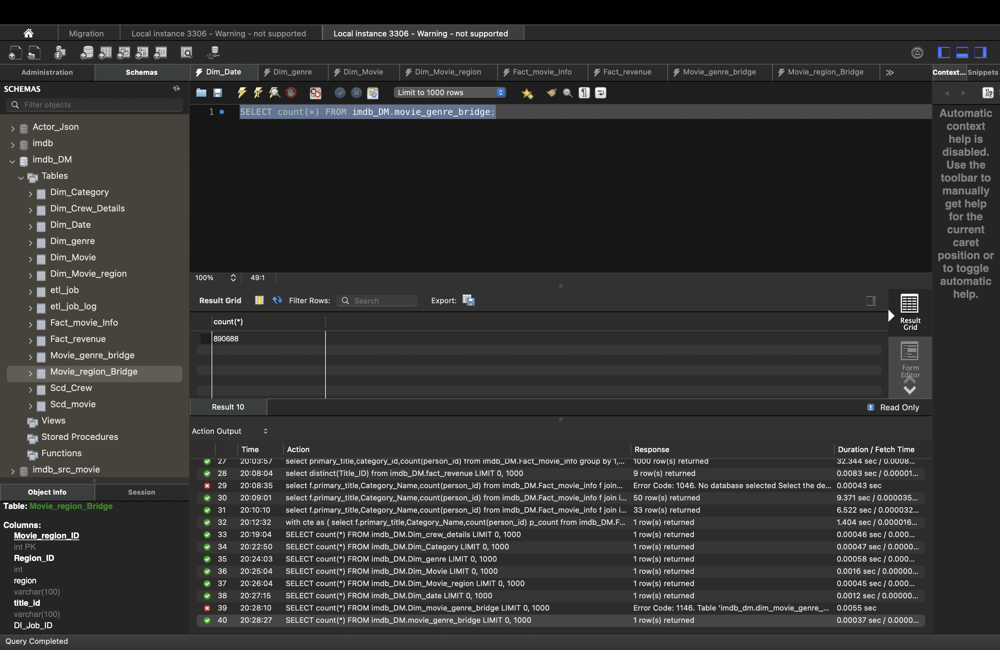 Migration
Local instance 3306 - Warning - not supported
Local instance 3306 - Warning - not supported
Administration
Schemas
Dim_Date
Dim_genre
Dim_Movie
Dim_Movie_region
Fact_movie_Info
Fact_revenue
Movie_genre_bridge
Movie_region_Bridge
Context...
Snippets
SCHEMAS
Filter objects
Limit to 1000 rows
1
SELECT count(*) FROM imdb_DM.movie_genre_bridge;
Actor_Json
imdb
imdb_DM
Tables
Dim_Category
Dim_Crew_Details
Dim_Date
Dim_genre
Dim_Movie
Dim_Movie_region
etl_job
etl_job_log
Fact_movie_Info
Fact_revenue
Movie_genre_bridge
Movie_region_Bridge
Scd_Crew
Scd_movie
Views
Stored Procedures
Functions
imdb_src_movie
Automatic
context
help is
disabled.
Use the
toolbar to
manually
get help
for the
current
caret
position or
to toggle
automatic
help.
100%
49:1
Result Grid
Filter Rows:
Search
Export:
count(*)
890688
Result
Grid
Form
Editor
Result 10
Read Only
Action Output
Time Action Response Duration / Fetch Time
27 20:03:57 select primary_title,category_id,count(person_id) from imdb_DM.Fact_movie_info group by 1,... 1000 row(s) returned 32.344 sec / 0.0008...
28 20:08:04 select distinct(Title_ID) from imdb_DM.fact_revenue LIMIT 0, 1000 9 row(s) returned 0.0083 sec / 0.00001...
29 20:08:35 select f.primary_title,Category_Name,count(person_id) from imdb_DM.Fact_movie_info f join... Error Code: 1046. No database selected Select the de... 0.00043 sec
30 20:09:01 select f.primary_title,Category_Name,count(person_id) from imdb_DM.Fact_movie_info f join i... 50 row(s) returned 9.371 sec / 0.000035...
31 20:10:10 select f.primary_title,Category_Name,count(person_id) from imdb_DM.Fact_movie_info f join i... 33 row(s) returned 6.522 sec / 0.000032...
32 20:12:32 with cte as ( select f.primary_title,Category_Name,count(person_id) p_count from imdb_DM.F... 1 row(s) returned 1.404 sec / 0.000016...
33 20:19:04 SELECT count(*) FROM imdb_DM.Dim_crew_details LIMIT 0, 1000 1 row(s) returned 0.00046 sec / 0.000...
34 20:22:50 SELECT count(*) FROM imdb_DM.Dim_Category LIMIT 0, 1000 1 row(s) returned 0.00047 sec / 0.0000...
35 20:24:03 SELECT count(*) FROM imdb_DM.Dim_genre LIMIT 0, 1000 1 row(s) returned 0.00058 sec / 0.000...
36 20:25:04 SELECT count(*) FROM imdb_DM.Dim_Movie LIMIT 0, 1000 1 row(s) returned 0.0016 sec / 0.00000...
37 20:26:04 SELECT count(*) FROM imdb_DM.Dim_Movie_region LIMIT 0, 1000 1 row(s) returned 0.00045 sec / 0.000...
38 20:27:15 SELECT count(*) FROM imdb_DM.Dim_date LIMIT 0, 1000 1 row(s) returned 0.0012 sec / 0.00000...
39 20:28:10 SELECT count(*) FROM imdb_DM.Dim_movie_genre_bridge LIMIT 0, 1000 Error Code: 1146. Table 'imdb_dm.dim_movie_genre_... 0.0055 sec
40 20:28:27 SELECT count(*) FROM imdb_DM.movie_genre_bridge LIMIT 0, 1000 1 row(s) returned 0.00037 sec / 0.0000...
Object Info
Session
Table: Movie_region_Bridge
Columns:
Movie_region_ID
int PK
Region_ID
int
region
varchar(100)
title_id
varchar(100)
DI_Job_ID
Query Completed